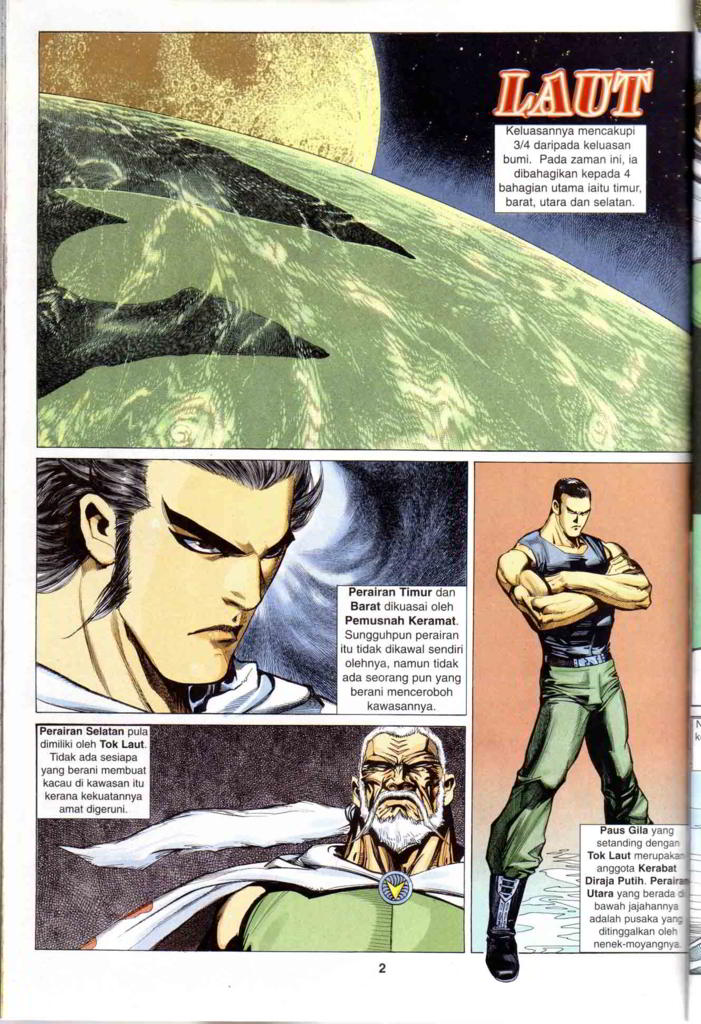 LAUT
Keluasannya mencakupi
3/4 daripada keluasan
bumi. Pada zaman ini, ia
dibahagikan kepada 4
bahagian utama iaitu timur,
barat, utara dan selatan.
Perairan Timur dan
Barat dikuasai oleh
Pemusnah Keramat.
Sungguhpun perairan
itu tidak dikawal sendiri
olehnya, namun tidak
ada seorang pun yang
berani menceroboh
kawasannya.
Perairan Selatan pula
dimiliki oleh Tok Laut.
Tidak ada sesiapa
yang berani membuat
kacau di kawasan itu
kerana kekuatannya
amat digeruni.
Paus Gila yang
setanding dengan
Tok Laut merupakan
anggota Kerabat
Diraja Putih. Perairan
Utara yang berada di
bawah jajahannya
adalah pusaka yang
ditinggalkan oleh
nenek-moyangnya.
2